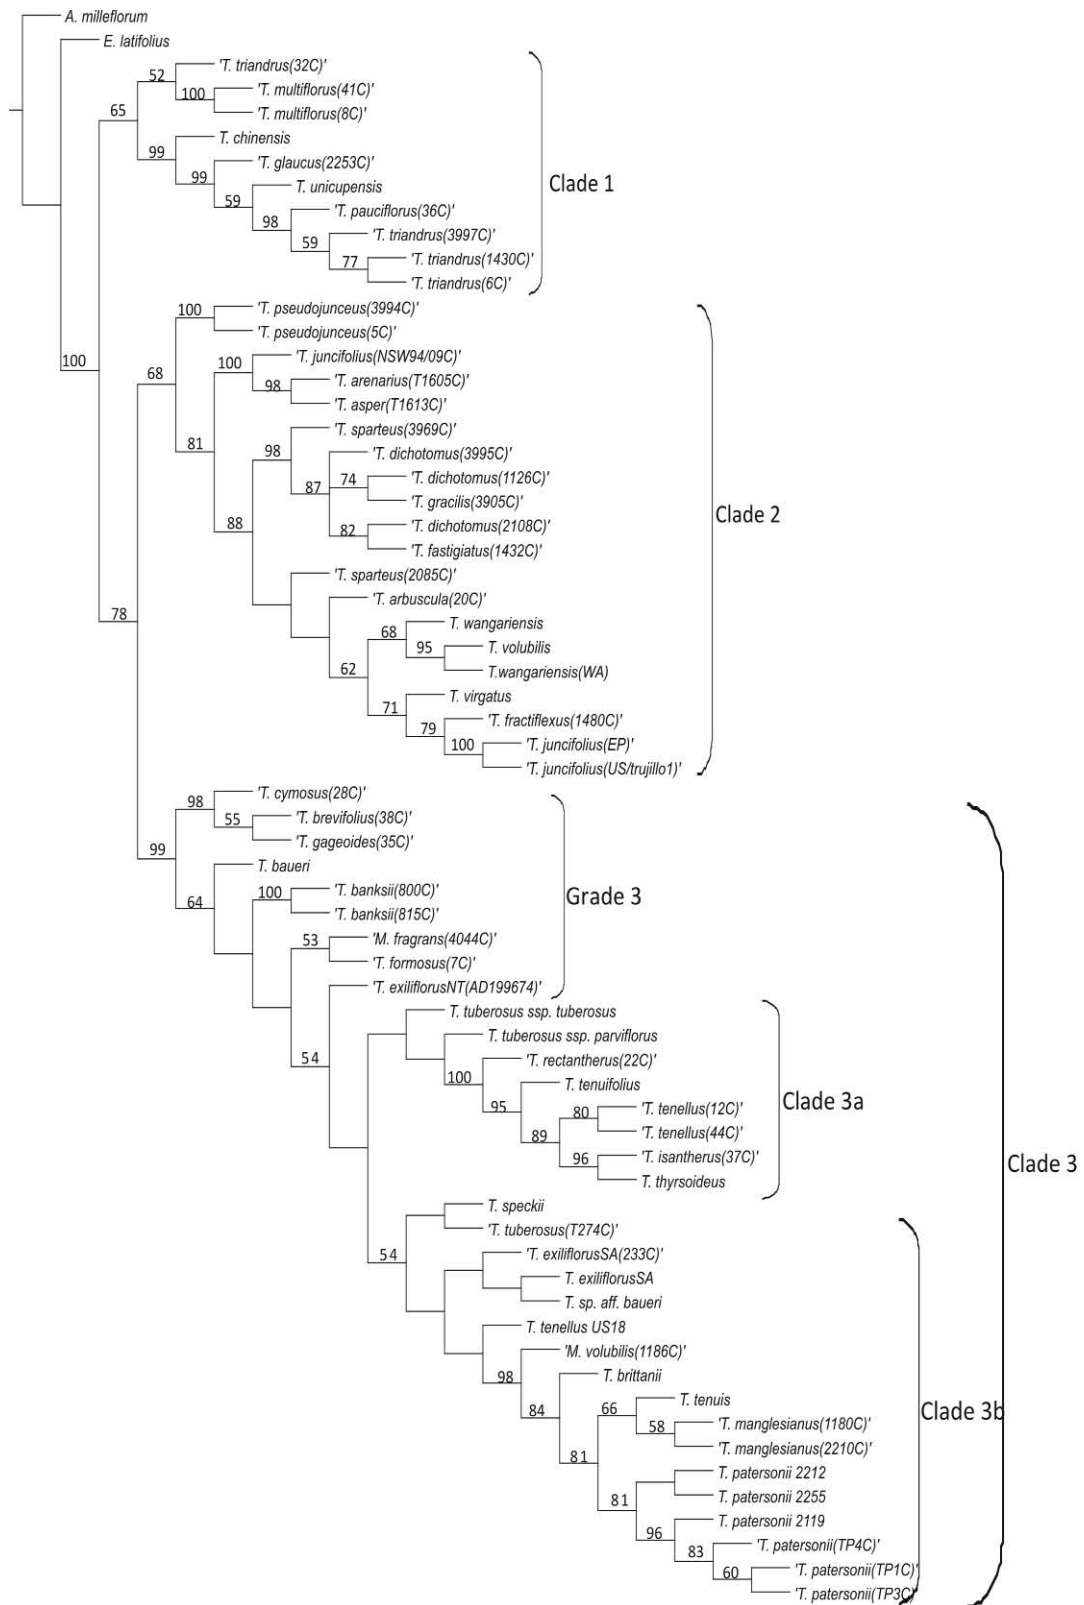 A. milleflorum
E. latifolius
'T. triandrus(32C)'
52
'T. multiflorus(41C)'
100
'T. multiflorus(8C)'
65
T. chinensis
99
'T. glaucus(2253C)'
99
T. unicupensis
59
'T. pauciflorus(36C)'
98
'T. triandrus(3997C)'
59
'T. triandrus(1430C)'
77
'T. triandrus(6C)'
Clade 1
'T. pseudojunceus(3994C)'
100
'T. pseudojunceus(5C)'
'T. juncifolius(NSW94/09C)'
100
100
68
'T. arenarius(T1605C)'
98
'T. asper(T1613C)'
'T. sparteus(3969C)'
81
98
'T. dichotomus(3995C)'
'T. dichotomus(1126C)'
74
87
'T. gracilis(3905C)'
'T. dichotomus(2108C)'
88
82
'T. fastigiatus(1432C)'
Clade 2
'T. sparteus(2085C)'
'T. arbuscula(20C)'
78
T. wangariensis
68
T. volubilis
95
T.wangariensis(WA)
62
T. virgatus
71
'T. fractiflexus(1480C)'
79
'T. juncifolius(EP)'
100
'T. juncifolius(US/trujillo1)'
'T. cymosus(28C)'
98
'T. brevifolius(38C)'
55
'T. gageoides(35C)'
99
T. baueri
'T. banksii(800C)'
100
64
'T. banksii(815C)'
Grade 3
'M. fragrans(4044C)'
53
'T. formosus(7C)'
'T. exiliflorusNT(AD199674)'
T. tuberosus ssp. tuberosus
T. tuberosus ssp. parviflorus
54
'T. rectantherus(22C)'
100
T. tenuifolius
95
'T. tenellus(12C)'
80
'T. tenellus(44C)'
89
'T. isantherus(37C)'
96
T. thyrsoideus
Clade 3a
Clade 3
T. speckii
'T. tuberosus(T274C)'
54
'T. exiliflorusSA(233C)'
T. exiliflorusSA
T. sp. aff. baueri
T. tenellus US18
'M. volubilis(1186C)'
98
T. brittanii
84
T. tenuis
66
'T. manglesianus(1180C)'
58
'T. manglesianus(2210C)'
81
Clade 3b
T. patersonii 2212
T. patersonii 2255
81
T. patersonii 2119
96
'T. patersonii(TP4C)'
83
'T. patersonii(TP1C)'
60
'T. patersonii(TP3C)'